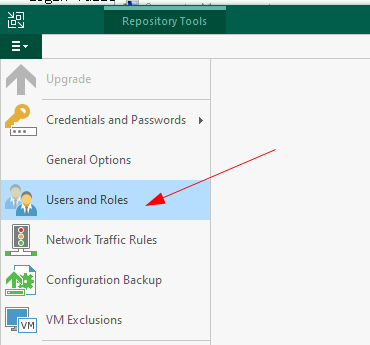 Repository Tools
Upgrade
Credentials and Passwords
General Options
Users and Roles
Network Traffic Rules
Configuration Backup
VM
VM Exclusions